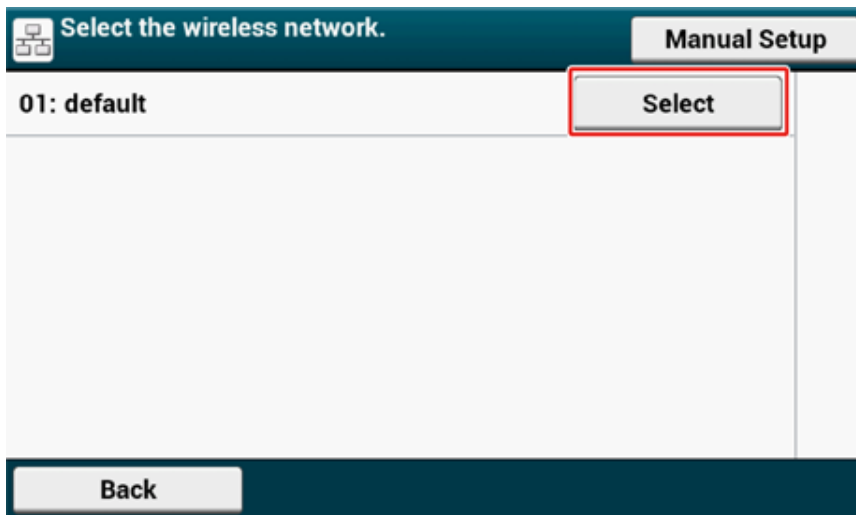 Select the wireless network.
Manual Setup
01: default
Select
Back